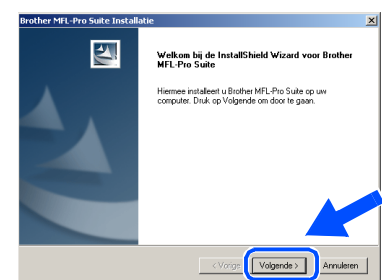 Brother MFL-Pro Suite Installatie
Welkom bij de InstallShield Wizard voor Brother
MFL-Pro Suite
Hiermee installeert u Brother MFL-Pro Suite op uw
computer. Druk op Volgende om door te gaan.
< Vorige Volgende > Annuleren